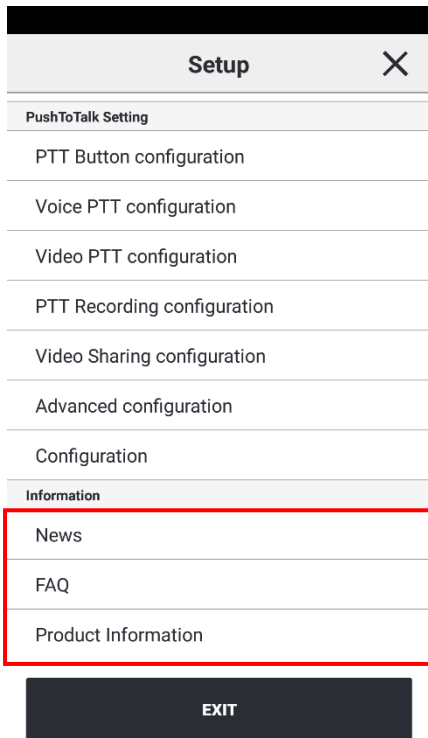 Setup
PushToTalk Setting
PTT Button configuration
Voice PTT configuration
Video PTT configuration
PTT Recording configuration
Video Sharing configuration
Advanced configuration
Configuration
Information
News
FAQ
Product Information
EXIT